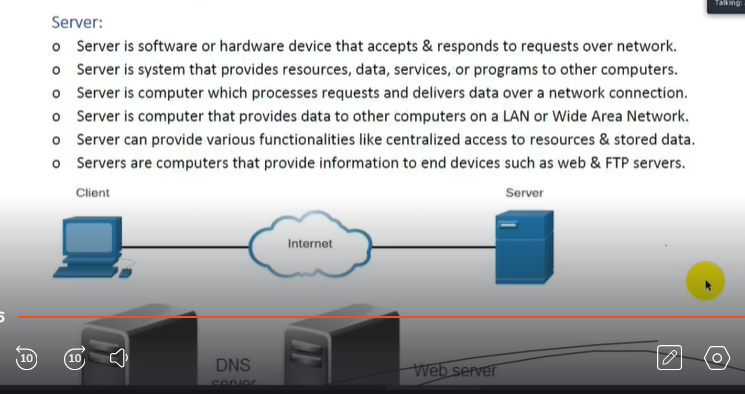 Talking:
Server:
o Server is software or hardware device that accepts & responds to requests over network.
o Server is system that provides resources, data, services, or programs to other computers.
o Server is computer which processes requests and delivers data over a network connection.
o Server is computer that provides data to other computers on a LAN or Wide Area Network.
o Server can provide various functionalities like centralized access to resources & stored data.
o Servers are computers that provide information to end devices such as web & FTP servers.
Client
Server
Internet
10
10
DNS
server
Web server